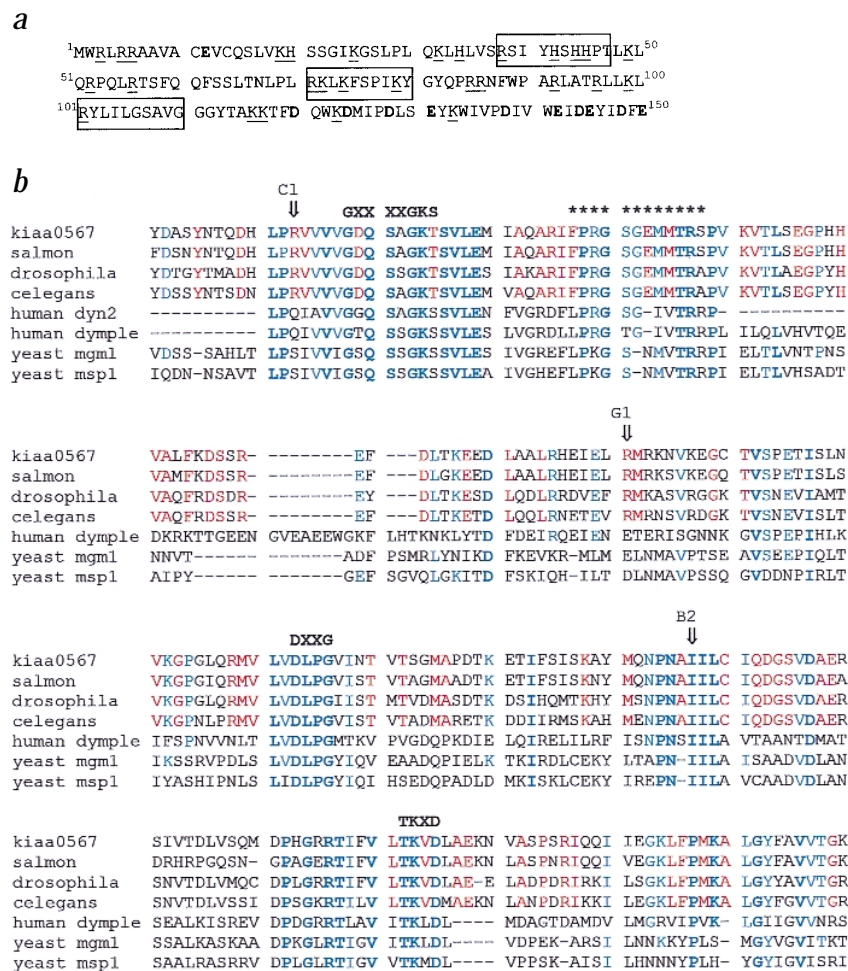 a
1MWRLRRAAVA CEVCQSLVKH SSGIKGSLPL QKLHLVSRSIY HSHHPTLKL50
51QRPQLRTSFQ QFSSLTNLPL RKLKFSPIKY GYQPRRNFWP ARLATRLLKL100
101RYLILGSAVG GGYTAKKTFD QWKDMIPDLS EYKWIVPDIV WEIDEYIDFE150
b
C1
⇓ GXX XXGKS **** ********
kiaa0567 YDASYNTQDH LPRVVVVGDQ SAGKTSVLEM IAQARIFPRG SGEMMTRSPV KVTLSEGPHH
salmon FDSNYNTQDH LPRVVVVGDQ SAGKTSVLEM IAQARIFPRG SGEMMTRSPV KVTLSEGPHH
drosophila YDTGYTMADH LPRVVVVGDQ SAGKTSVLES IAKARIFPRG SGEMMTRAPV KVTLAEGPYH
celegans YDSSYNTSDN LPRVVVVGDQ SAGKTSVLEM VAQARIFPRG SGEMMTRAPV KVTLSEGPYH
human dyn2 ---------- LPQIAVVGGQ SAGKSSVLEN FVGRDFLPRG SG-IVTRRP- ----------
human dymple ---------- LPQIVVVGTQ SSGKSSVLES LVGRDLLPRG TG-IVTRRPL ILQLVHVTQE
yeast mgm1 VDSS-SAHLT LPSIVVIGSQ SSGKSSVLEA IVGREFLPKG S-NMVTRRPI ELTLVNTPNS
yeast msp1 IQDN-NSAVT LPSIVVIGSQ SSGKSSVLEA IVGHEFLPKG S-NMVTRRPI ELTLVHSADT
G1
⇓
kiaa0567 VALFKDSSR- ---------EF ---DLTKEED LAALRHEIEL RMRKNVKEGC TVSPETISLN
salmon VAMFKDSSR- ---------EF ---DLGKEED LAALRHEIEL RMRKSVKEGQ TVSPETISLS
drosophila VAQFRDSDR- ---------EY ---DLTKESD LQDLRRDVEF RMKASVRGGK TVSNEVIAMT
celegans VAQFRDSSR- ---------EF ---DLTKETD LQQLRNETEV RMRNSVRDGK TVSNEVISLT
human dymple DKRKTTGEEN GVEAEEWGKF LHTKNKLYTD FDEIRQEIEN ETERISGNNK GVSPEPIHLK
yeast mgm1 NNVT------ ---------ADF PSMRLYNIKD FKEVKR-MLM ELNMAVPTSE AVSEEPIQLT
yeast msp1 AIPY------ ---------GEF SGVQLGKITD FSKIQH-ILT DLNMAVPSSQ GVDDNPIRLT
B2
DXXG ⇓
kiaa0567 VKGPGLQRMV LVDLPGVINT VTSGMAPDTK ETIFSISKAY MQNPNAIILC IQDGSVDAER
salmon VKGPGIQRMV LVDLPGVIST VTTGMAADTK ETIFSISKNY MQNPNAIILC IQDGSVDAEA
drosophila VKGPGLQRMV LVDLPGIIST MTVDMASDTK DSIHQMTKHY MSNPNAIILC IQDGSVDAER
celegans VKGPNLPRMV LVDLPGVIST VTADMARETK DDIIRMSKAH MENPNAIILC IQDGSVDAER
human dymple IFSPNVVNLT LVDLPGMTKV PVGDQPKDIE LQIRELILRF ISNPNSIILA VTAANTDMAT
yeast mgm1 IKSSRVPDLS LVDLPGYIQV VEAADQPIELK TKIRDLCEKY LTAPN-IILA ISAADVDLAN
yeast msp1 IYASHIPNLS LIDLPGYIQI HSEDQPADLD MKISKLCEKY IREPN-IILA VCAADVDLAN
TKXD
kiaa0567 SIVTDLVSQM DPHGRRTIFV LTKVDLAEKN VASPSRIQQI IEGKLFPMKA LGYFAVVTGK
salmon DRHRPGQSN- GPAGERTIFV LTKVDLAEKN LASPNRIQQI VEGKLFPMKA LGYFAVVTGK
drosophila SNVTDLVMQC DPLGRRTIFV LTKVDLAE-E LADPDRIRKI LSGKLFPMKA LGYYAVVTGR
celegans SNVTDLVSSI DPSGKRTILV LTKVDMAEKN LANPDRIKKI LEGKLFPMKA LGYFAVVTGR
human dymple SEALKISREV DPDGRRTLAV ITKLDL---- MDAGTDAMDV LMGRVIPVK- LGIIGVVNRS
yeast mgm1 SSALKASKAA DPKGLRTIGV ITKVDL---- VDPEK-ARSI LNNKKYPLS- MGYVGVITKT
yeast msp1 SAALRASRRV DPLGLRTIGV VTKMDL---- VPPSK-AISI LHNNNYPLH- YGYIGVISRI